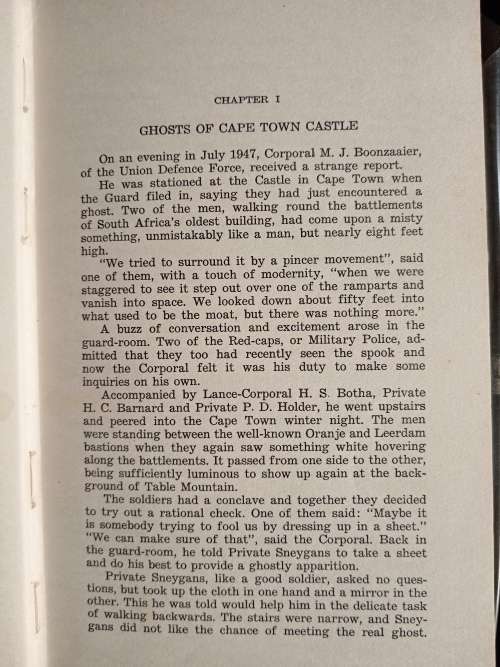 CHAPTER I
GHOSTS OF CAPE TOWN CASTLE
On an evening in July 1947, Corporal M. J. Boonzaaier,
of the Union Defence Force, received a strange report.
He was stationed at the Castle in Cape Town when
the Guard filed in, saying they had just encountered a
ghost. Two of the men, walking round the battlements
of South Africa's oldest building, had come upon a misty
something, unmistakably like a man, but nearly eight feet
high.
"We tried to surround it by a pincer movement", said
one of them, with a touch of modernity, "when we were
staggered to see it step out over one of the ramparts and
vanish into space. We looked down about fifty feet into
what used to be the moat, but there was nothing more."
A buzz of conversation and excitement arose in the
guard-room. Two of the Red-caps, or Military Police, ad-
mitted that they too had recently seen the spook and
now the Corporal felt it was his duty to make some
inquiries on his own.
Accompanied by Lance-Corporal H. S. Botha, Private
H. C. Barnard and Private P. D. Holder, he went upstairs
and peered into the Cape Town winter night. The men
were standing between the well-known Oranje and Leerdam
bastions when they again saw something white hovering
along the battlements. It passed from one side to the other,
being sufficiently luminous to show up again at the back-
ground of Table Mountain.
The soldiers had a conclave and together they decided
to try out a rational check. One of them said: "Maybe it
is somebody trying to fool us by dressing up in a sheet."
"We can make sure of that", said the Corporal. Back in
the guard-room, he told Private Sneygans to take a sheet
and do his best to provide a ghostly apparition.
Private Sneygans, like a good soldier, asked no ques-
tions, but took up the cloth in one hand and a mirror in the
other. This he was told would help him in the delicate task
of walking backwards. The stairs were narrow, and Sney-
gans did not like the chance of meeting the real ghost.